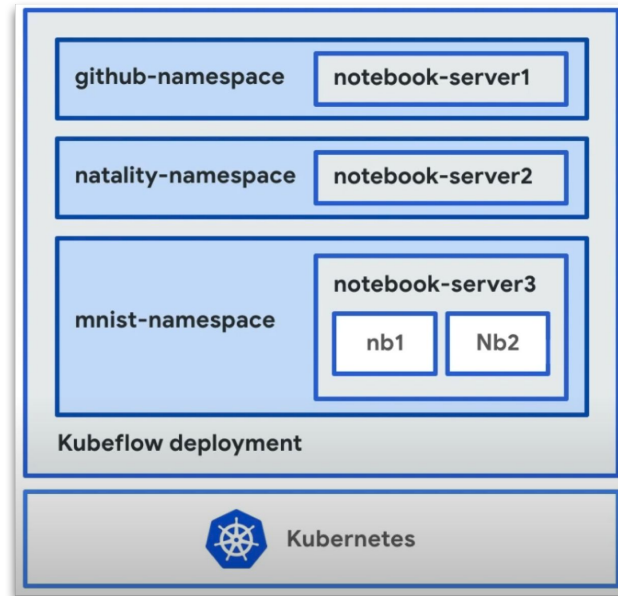 github-namespace
notebook-server1
natality-namespace
notebook-server2
mnist-namespace
notebook-server3
nb1
Nb2
Kubeflow deployment
Kubernetes